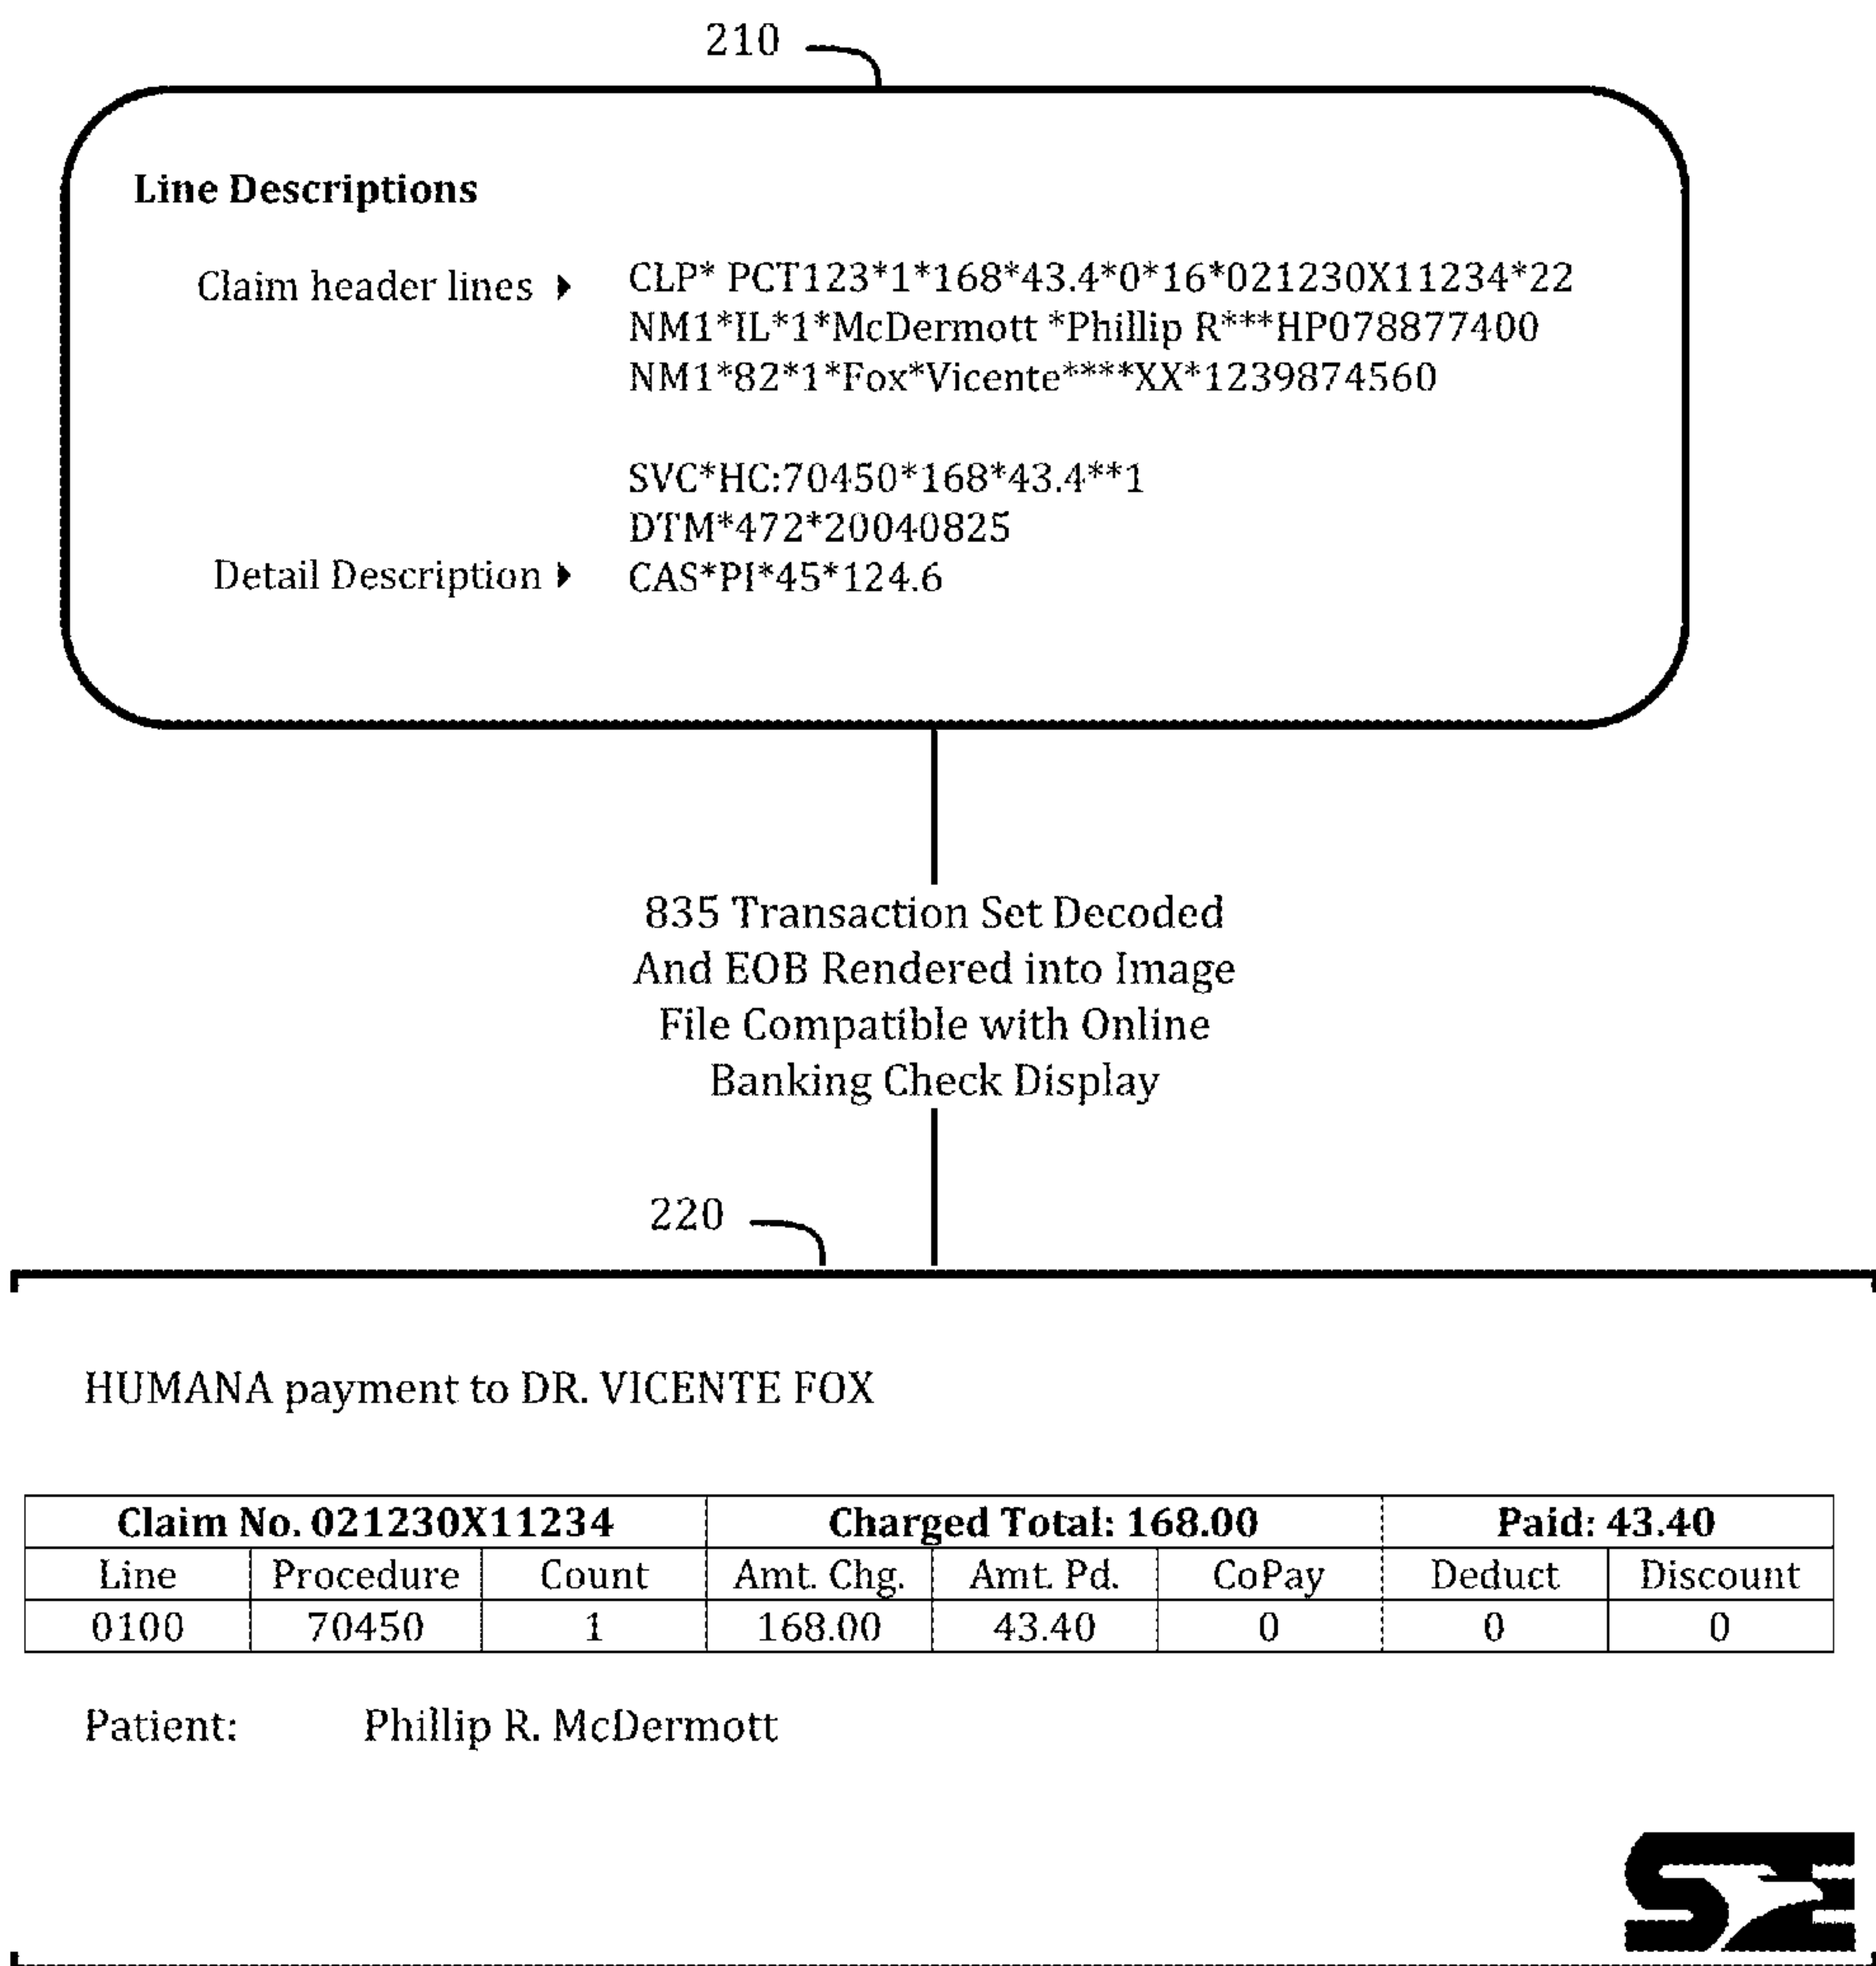 210
Line Descriptions
Claim header lines ▶ CLP* PCT123*1*168*43.4*0*16*021230X11234*22
NM1*IL*1*McDermott *Phillip R***HP078877400
NM1*82*1*Fox*Vicente****XX*1239874560
SVC*HC:70450*168*43.4**1
DTM*472*20040825
Detail Description ▶ CAS*PI*45*124.6
835 Transaction Set Decoded
And EOB Rendered into Image
File Compatible with Online
Banking Check Display
220
HUMANA payment to DR. VICENTE FOX
Claim No. 021230X11234 Charged Total: 168.00 Paid: 43.40
Line Procedure Count Amt. Chg. Amt. Pd. CoPay Deduct Discount
0100 70450 1 168.00 43.40 0 0 0
Patient: Phillip R. McDermott